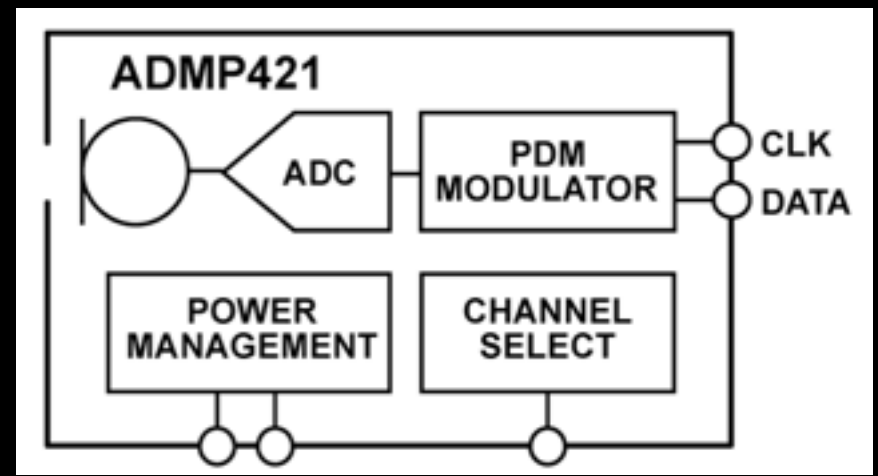 ADMP421
ADC
PDM
MODULATOR
CLK
DATA
POWER
MANAGEMENT
CHANNEL
SELECT